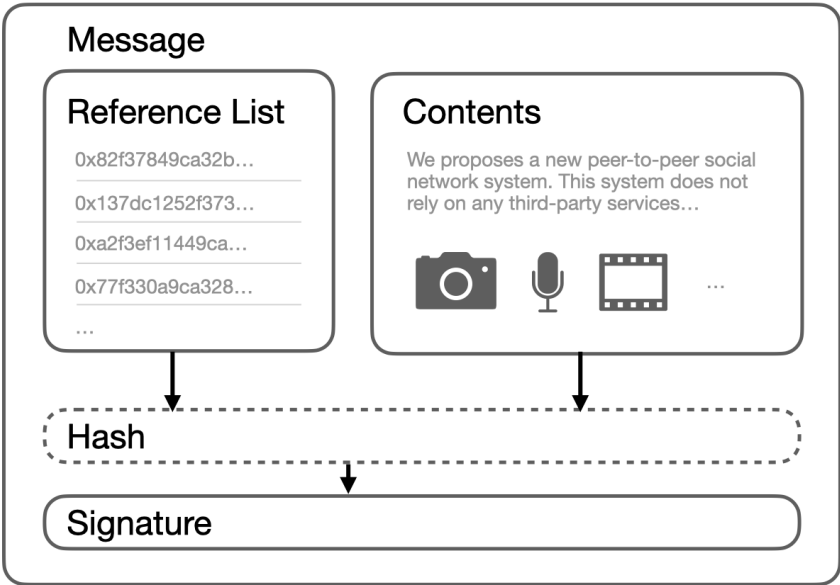 Message
Reference List
0x82f37849ca32b...
0x137dc1252f373...
0xa2f3ef11449ca...
0x77f330a9ca328...
...
Contents
We proposes a new peer-to-peer social
network system. This system does not
rely on any third-party services...
...
Hash
Signature